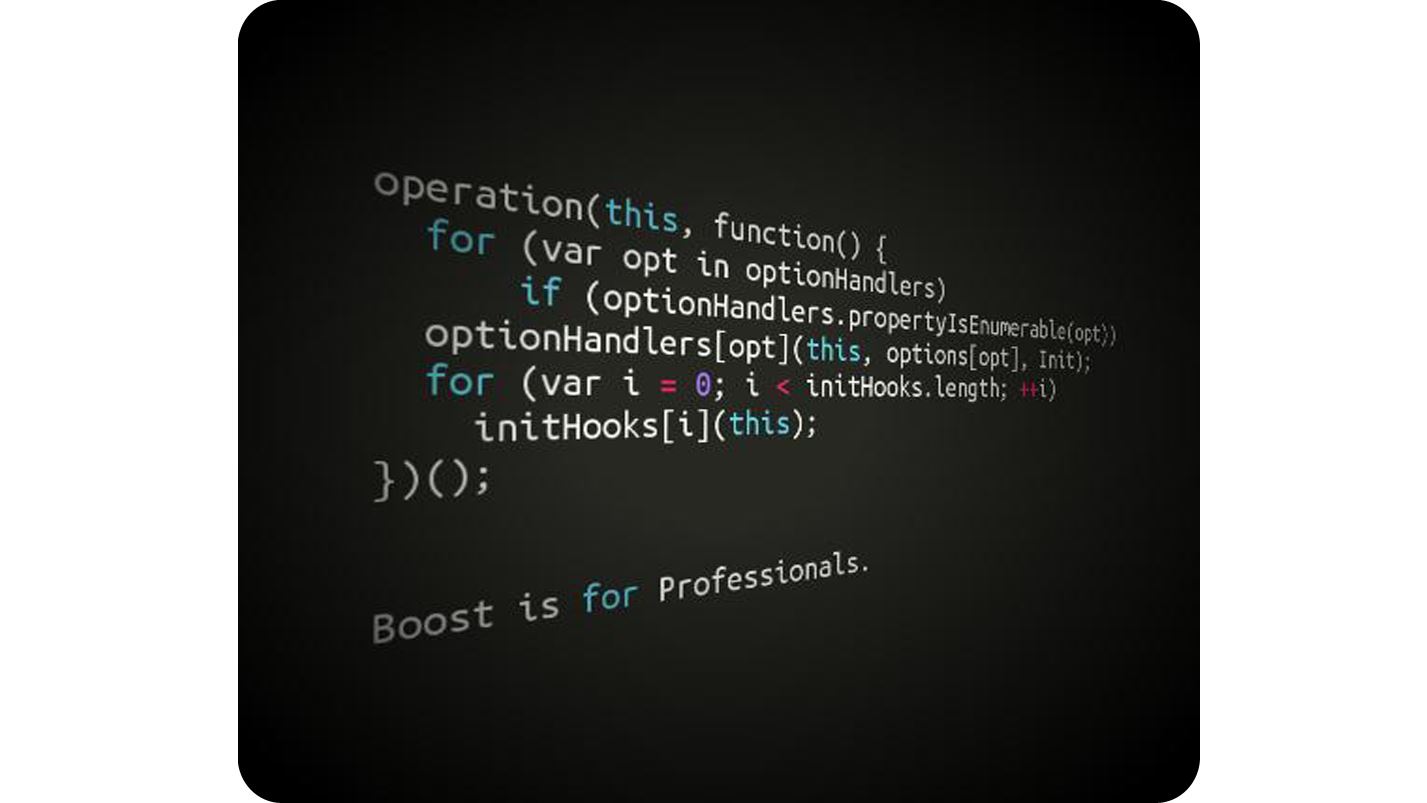 operation(this, function() {
for (var opt in optionHandlers)
if (optionHandlers.propertyIsEnumerable(opt))
optionHandlers[opt](this, options[opt], Init);
for (var i = 0; i < initHooks.length; ++i)
initHooks[i](this);
})();
Boost is for Professionals.